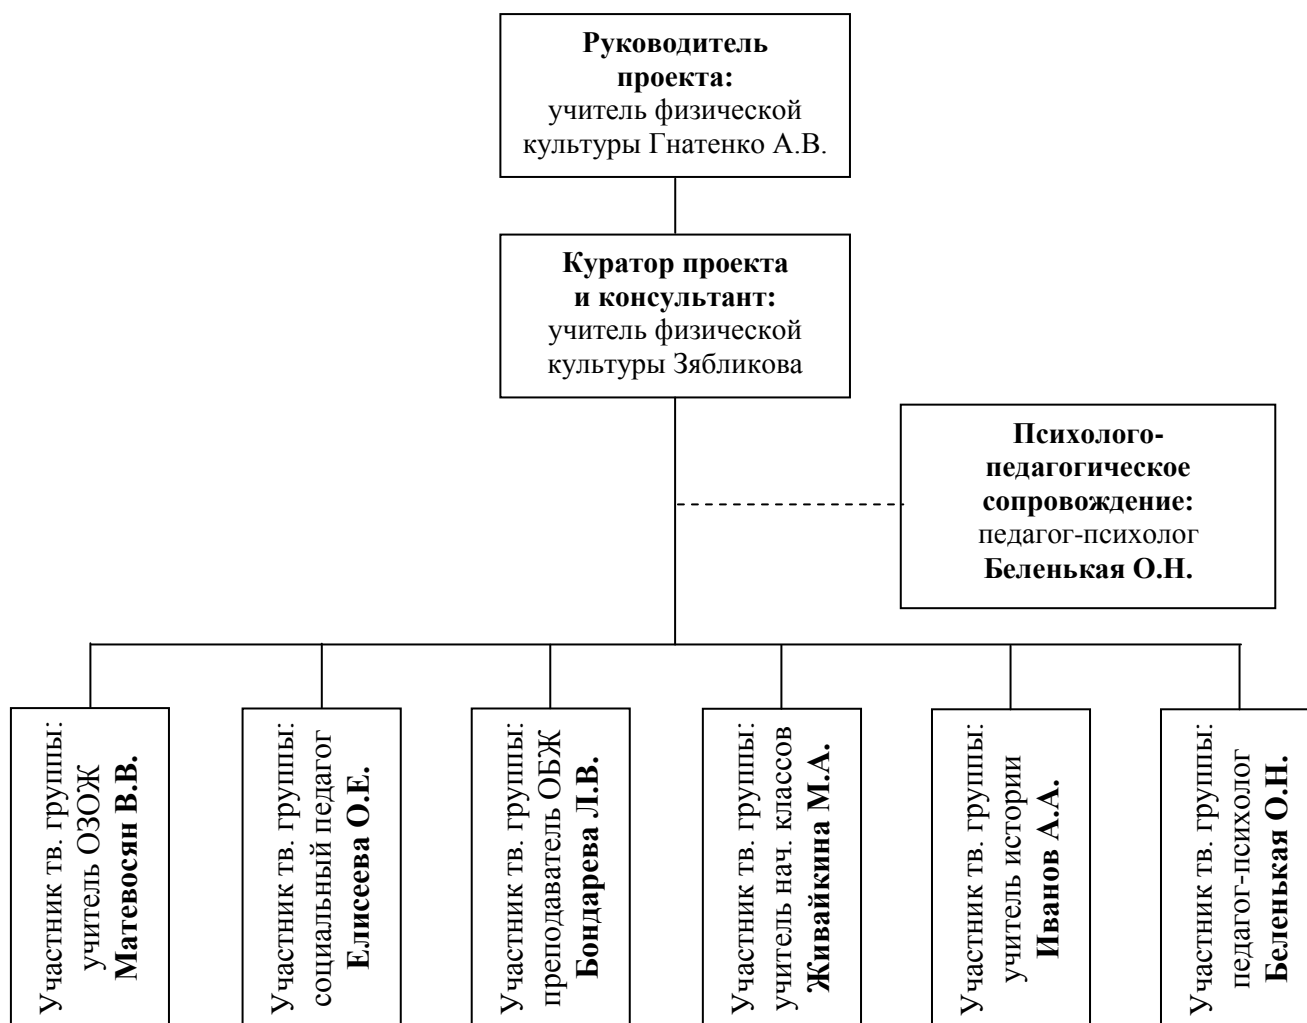 Руководитель
проекта:
учитель физической
культуры Гнатенко А.В.
Куратор проекта
и консультант:
учитель физической
культуры Зябликова
Психолого-
педагогическое
сопровождение:
педагог-психолог
Беленькая О.Н.
Участник тв. группы:
учитель ОЗОЖ
Матевосян В.В.
Участник тв. группы:
социальный педагог
Елисеева О.Е.
Участник тв. группы:
преподаватель ОБЖ
Бондарева Л.В.
Участник тв. группы:
учитель нач. классов
Живайкина М.А.
Участник тв. группы:
учитель истории
Иванов А.А.
Участник тв. группы:
педагог-психолог
Беленькая О.Н.